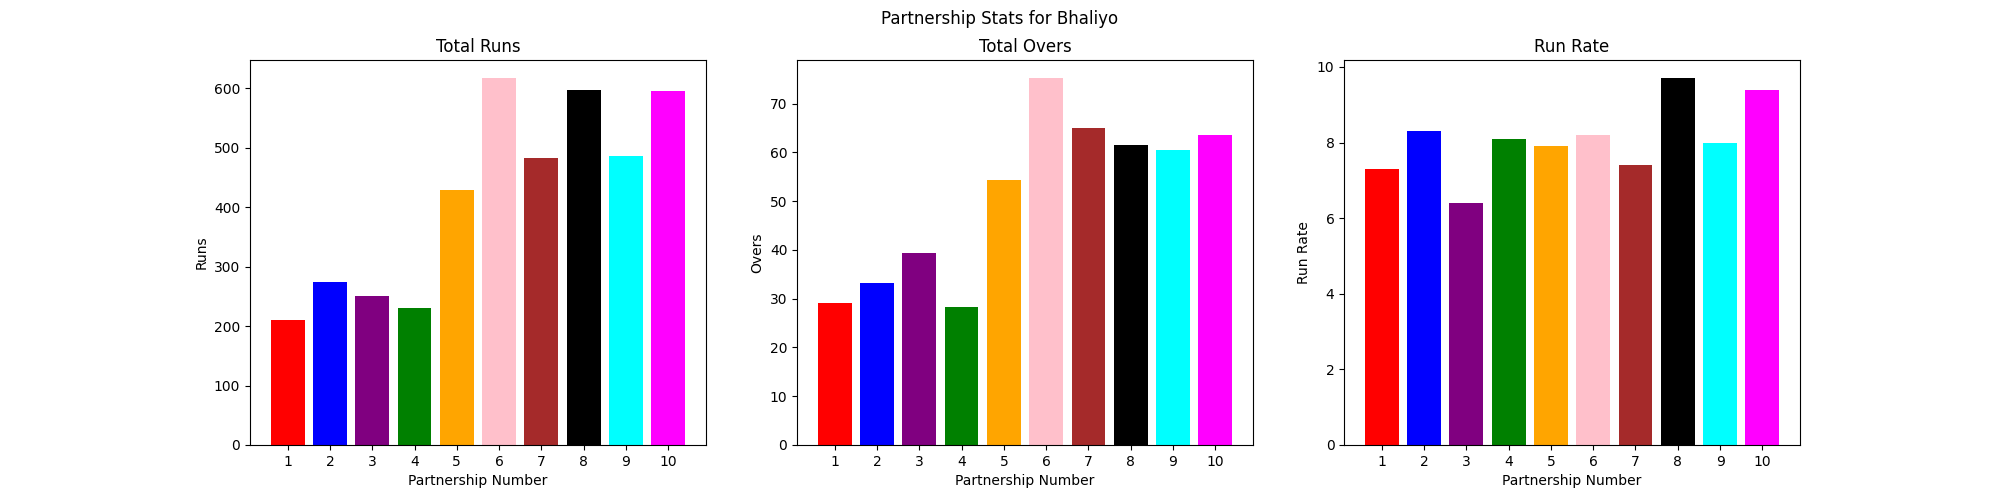 Partnership Stats for Bhaliyo
Total Runs
Runs
600
500
400
300
200
100
0
1 2 3 4 5 6 7 8 9 10
Partnership Number
Total Overs
Overs
70
60
50
40
30
20
10
0
1 2 3 4 5 6 7 8 9 10
Partnership Number
Run Rate
Run Rate
10
8
6
4
2
0
1 2 3 4 5 6 7 8 9 10
Partnership Number